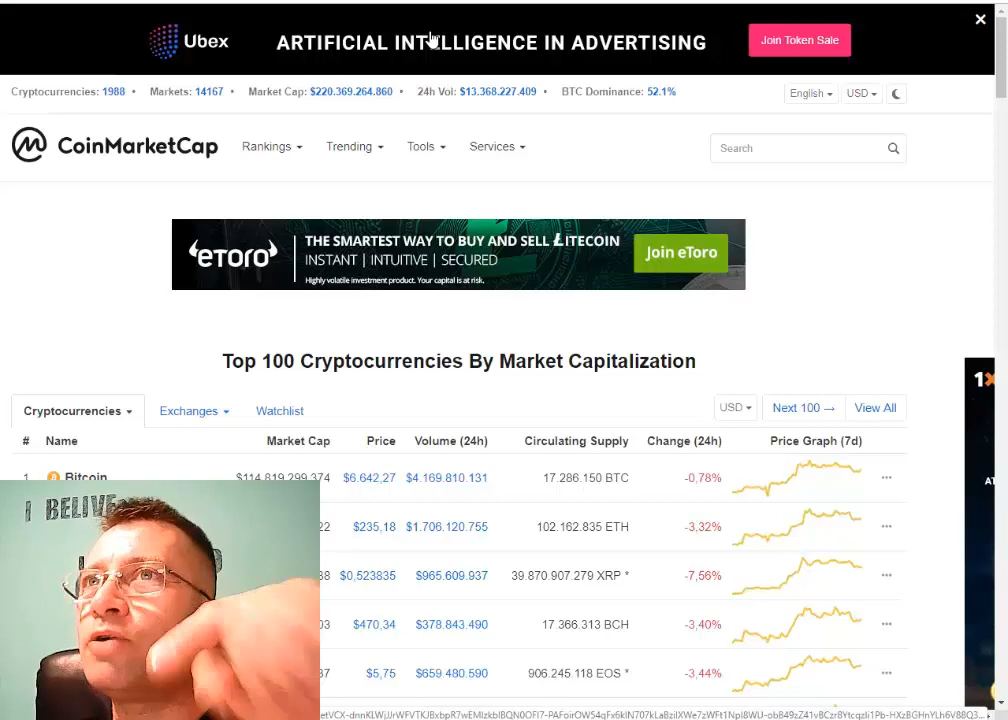 Ubex
ARTIFICIAL INTELLIGENCE IN ADVERTISING
Join Token Sale
Cryptocurrencies: 1988 • Markets: 14167 • Market Cap: $220.369.264.860 • 24h Vol: $13.368.227.409 • BTC Dominance: 52.1%
English
USD
CoinMarketCap
Rankings
Trending
Tools
Services
Search
eToro
THE SMARTEST WAY TO BUY AND SELL LITECOIN
INSTANT | INTUITIVE | SECURED
Highly volatile investment product. Your capital is at risk.
Join eToro
Top 100 Cryptocurrencies By Market Capitalization
1X
Cryptocurrencies
Exchanges
Watchlist
USD
Next 100 →
View All
# Name Market Cap Price Volume (24h) Circulating Supply Change (24h) Price Graph (7d)
1 Bitcoin $114.819.299.374 $6.642,27 $4.169.810.131 17.286.150 BTC -0,78%
I BELIVE
22 $235,18 $1.706.120.755 102.162.835 ETH -3,32%
$0,523835 $965.609.937 39.870.907.279 XRP * -7,56%
03 $470,34 $378.843.490 17.366.313 BCH -3,40%
$5,75 $659.480.590 906.245.118 EOS * -3,44%